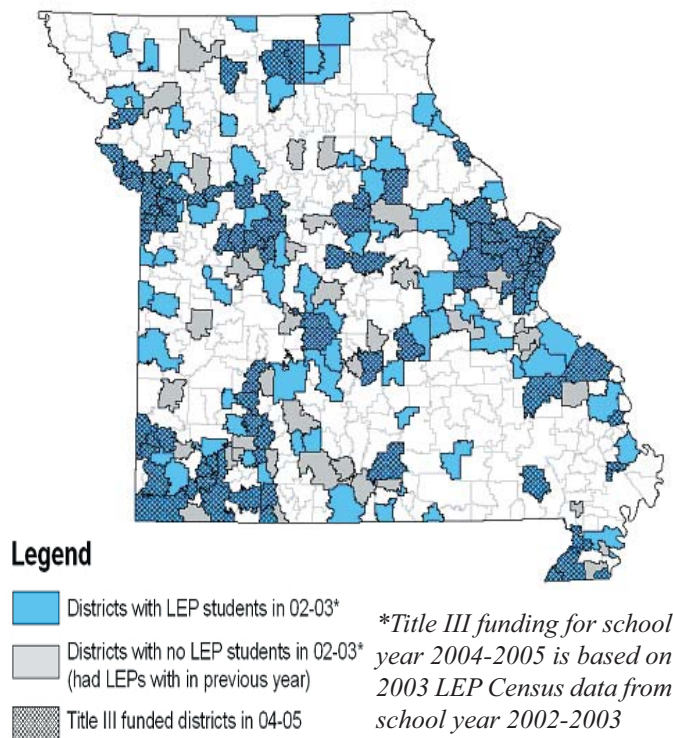 Legend
Districts with LEP students in 02-03*
Districts with no LEP students in 02-03*
(had LEPs with in previous year)
Title III funded districts in 04-05
*Title III funding for school
year 2004-2005 is based on
2003 LEP Census data from
school year 2002-2003